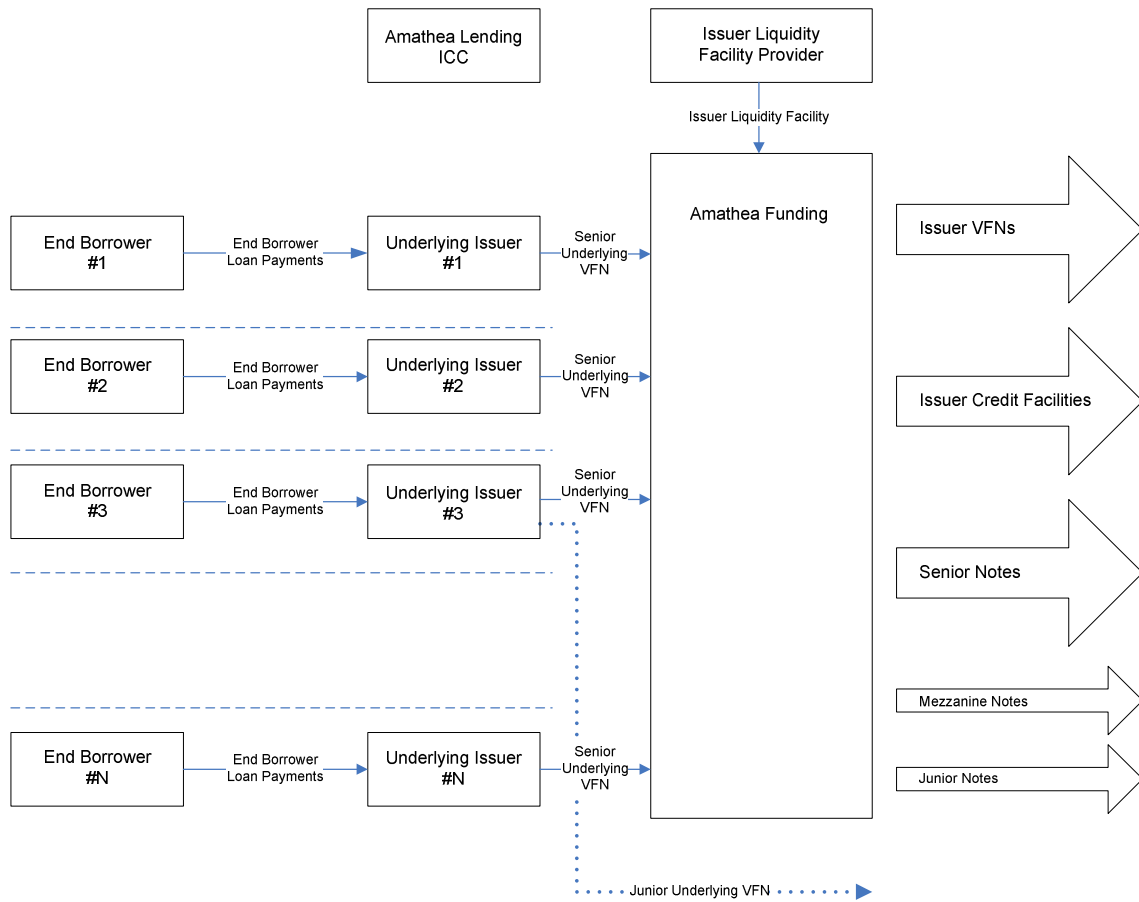 Amathea Lending
ICC
Issuer Liquidity
Facility Provider
Issuer Liquidity Facility
Amathea Funding
End Borrower
#1
End Borrower
Loan Payments
Underlying Issuer
#1
Senior
Underlying
VFN
Issuer VFNs
End Borrower
#2
End Borrower
Loan Payments
Underlying Issuer
#2
Senior
Underlying
VFN
Issuer Credit Facilities
End Borrower
#3
End Borrower
Loan Payments
Underlying Issuer
#3
Senior
Underlying
VFN
Senior Notes
Mezzanine Notes
End Borrower
#N
End Borrower
Loan Payments
Underlying Issuer
#N
Senior
Underlying
VFN
Junior Notes
Junior Underlying VFN